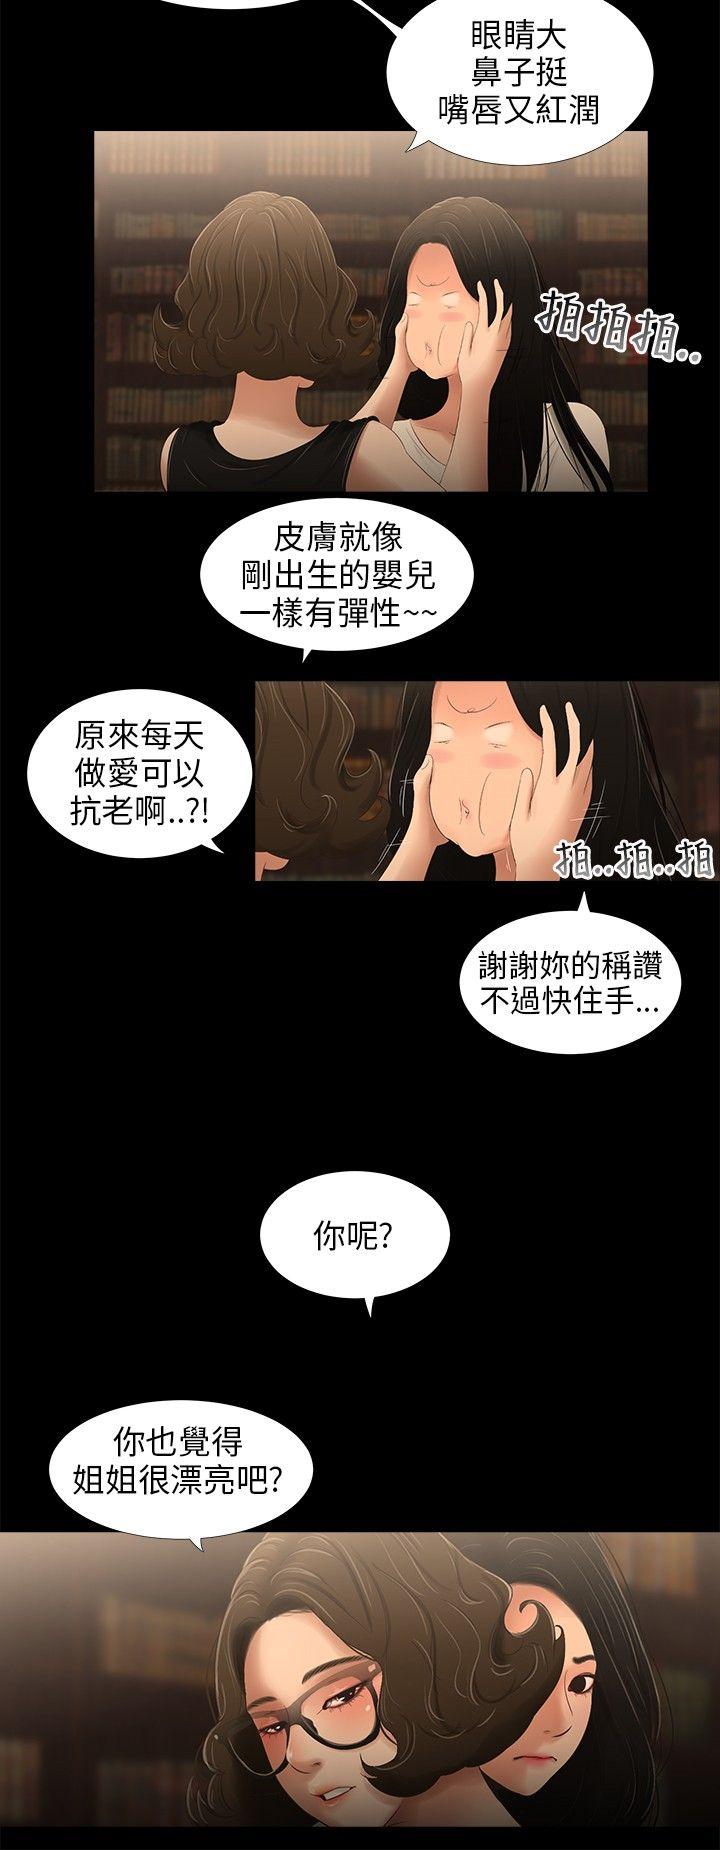 眼睛大
鼻子挺
嘴唇又紅潤
拍拍拍..
皮膚就像
剛出生的嬰兒
一樣有彈性~~
原來每天
做愛可以
抗老啊..?!
拍..拍..拍
謝謝妳的稱讚
不過快住手...
你呢?
你也覺得
姐姐很漂亮吧?